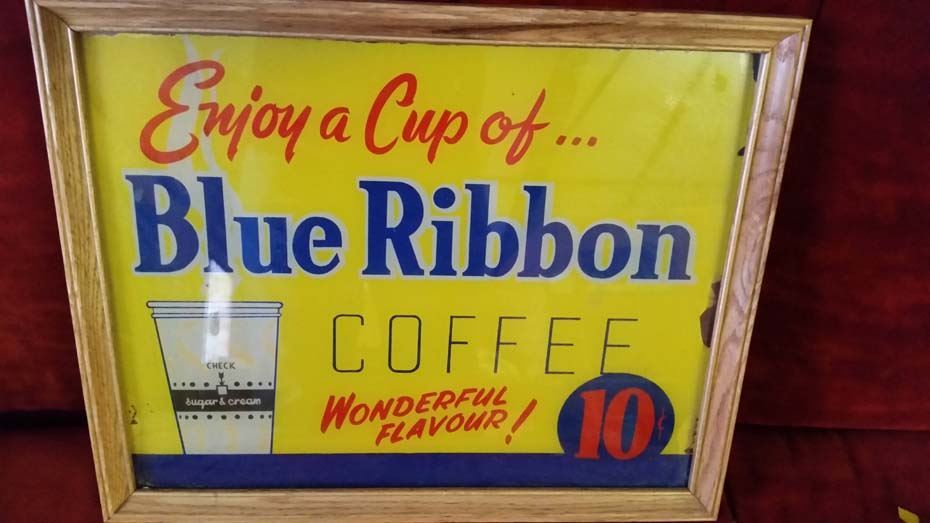 Enjoy a Cup of...
Blue Ribbon
COFFEE
CHECK
sugar & cream
WONDERFUL
FLAVOUR!
10¢